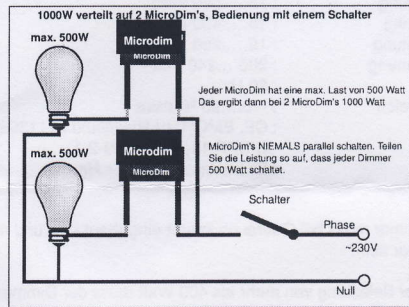 1000W verteilt auf 2 MicroDim's, Bedienung mit einem Schalter
max. 500W
Microdim
MicroDim
Jeder MicroDim hat eine max. Last von 500 Watt
Das ergibt dann bei 2 MicroDim's 1000 Watt
max. 500W
Microdim
MicroDim
MicroDim's NIEMALS parallel schalten. Teilen
Sie die Leistung so auf, dass jeder Dimmer
500 Watt schaltet.
Schalter
Phase
~230V
Null